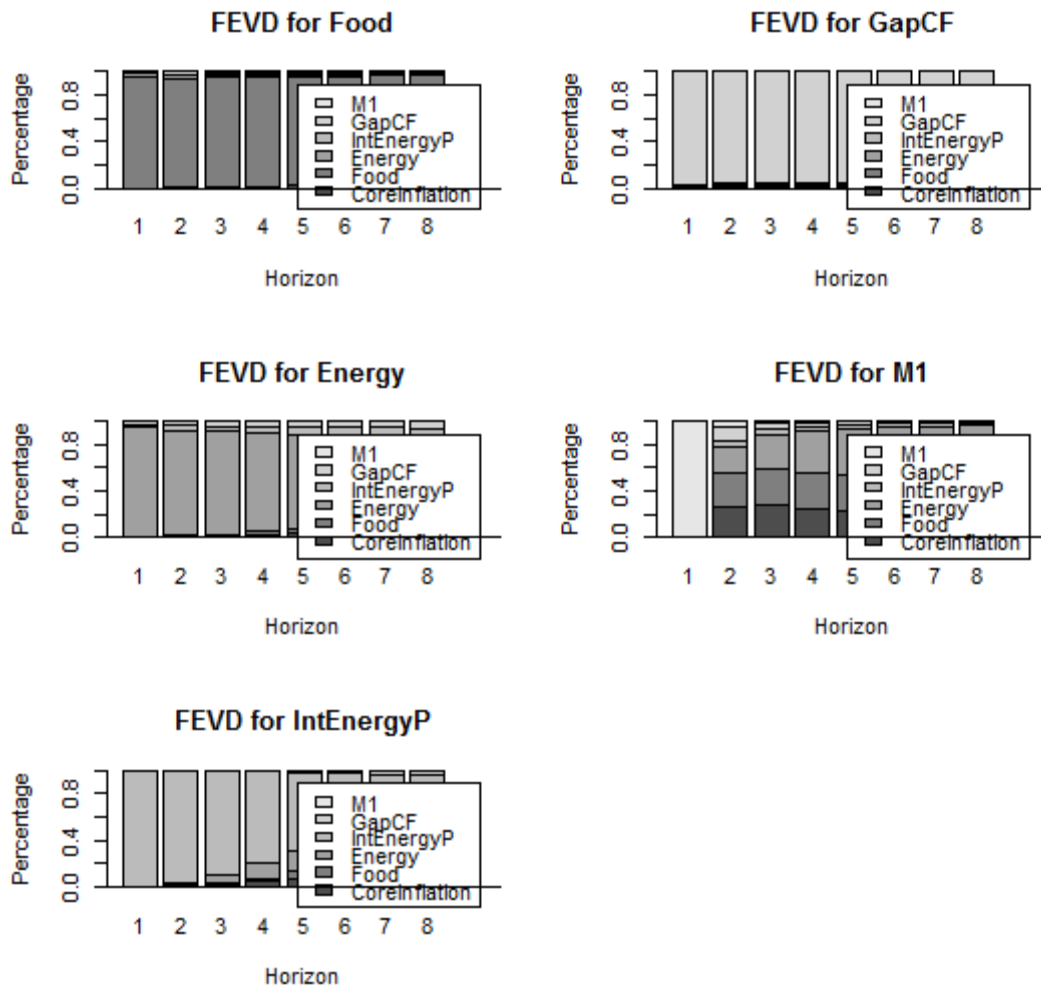 FEVD for Food
Percentage
0.0 0.4 0.8
M1
GapCF
IntEnergyP
Energy
Food
CoreInflation
1 2 3 4 5 6 7 8
Horizon
FEVD for GapCF
Percentage
0.0 0.4 0.8
M1
GapCF
IntEnergyP
Energy
Food
CoreInflation
1 2 3 4 5 6 7 8
Horizon
FEVD for Energy
Percentage
0.0 0.4 0.8
M1
GapCF
IntEnergyP
Energy
Food
CoreInflation
1 2 3 4 5 6 7 8
Horizon
FEVD for M1
Percentage
0.0 0.4 0.8
M1
GapCF
IntEnergyP
Energy
Food
CoreInflation
1 2 3 4 5 6 7 8
Horizon
FEVD for IntEnergyP
Percentage
0.0 0.4 0.8
M1
GapCF
IntEnergyP
Energy
Food
CoreInflation
1 2 3 4 5 6 7 8
Horizon